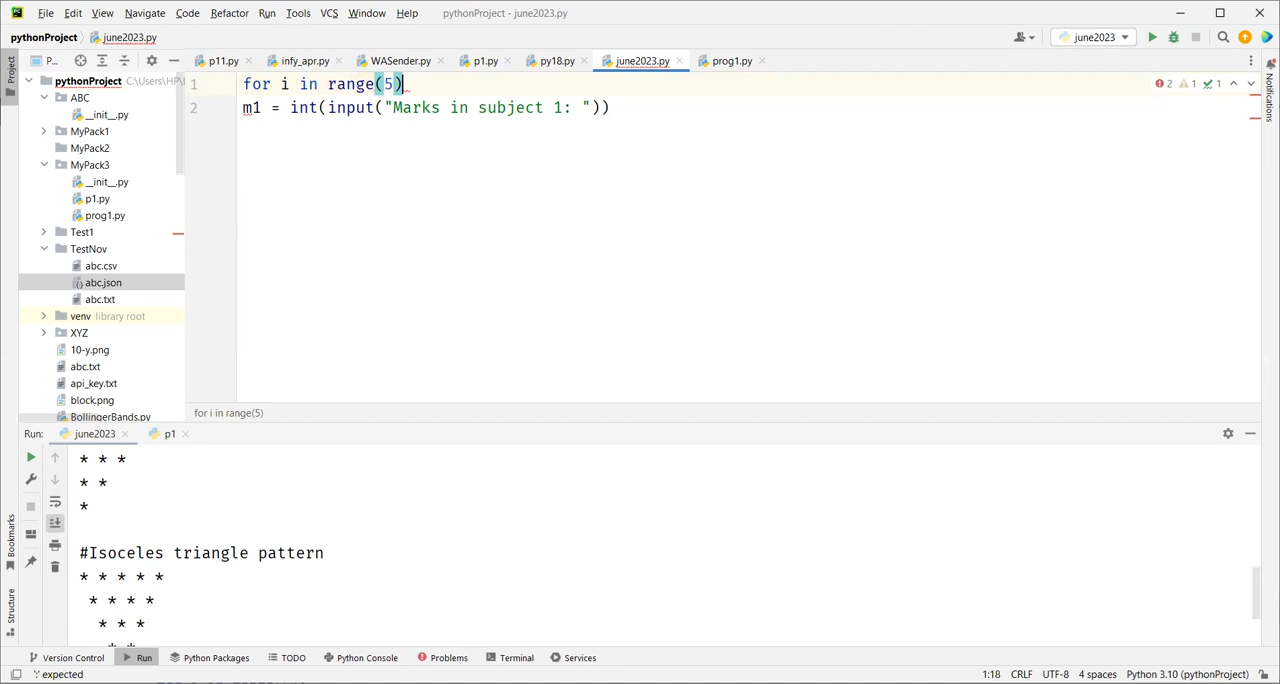 File Edit View Navigate Code Refactor Run Tools VCS Window Help pythonProject - june2023.py
pythonProject june2023.py june2023
Project P... p11.py infy_apr.py WASender.py p1.py py18.py june2023.py prog1.py
pythonProject C:\Users\HP\
ABC
__init__.py
MyPack1
MyPack2
MyPack3
__init__.py
p1.py
prog1.py
Test1
TestNov
abc.csv
abc.json
abc.txt
venv library root
XYZ
10-y.png
abc.txt
api_key.txt
block.png
BollingerBands.py
1 for i in range(5)
2 m1 = int(input("Marks in subject 1: "))
2 1 1
Notifications
for i in range(5)
Run: june2023 p1
* * *
* *
*
#Isoceles triangle pattern
* * * * *
* * * *
* * *
* *
Bookmarks
Structure
Version Control Run Python Packages TODO Python Console Problems Terminal Services
':' expected 1:18 CRLF UTF-8 4 spaces Python 3.10 (pythonProject)